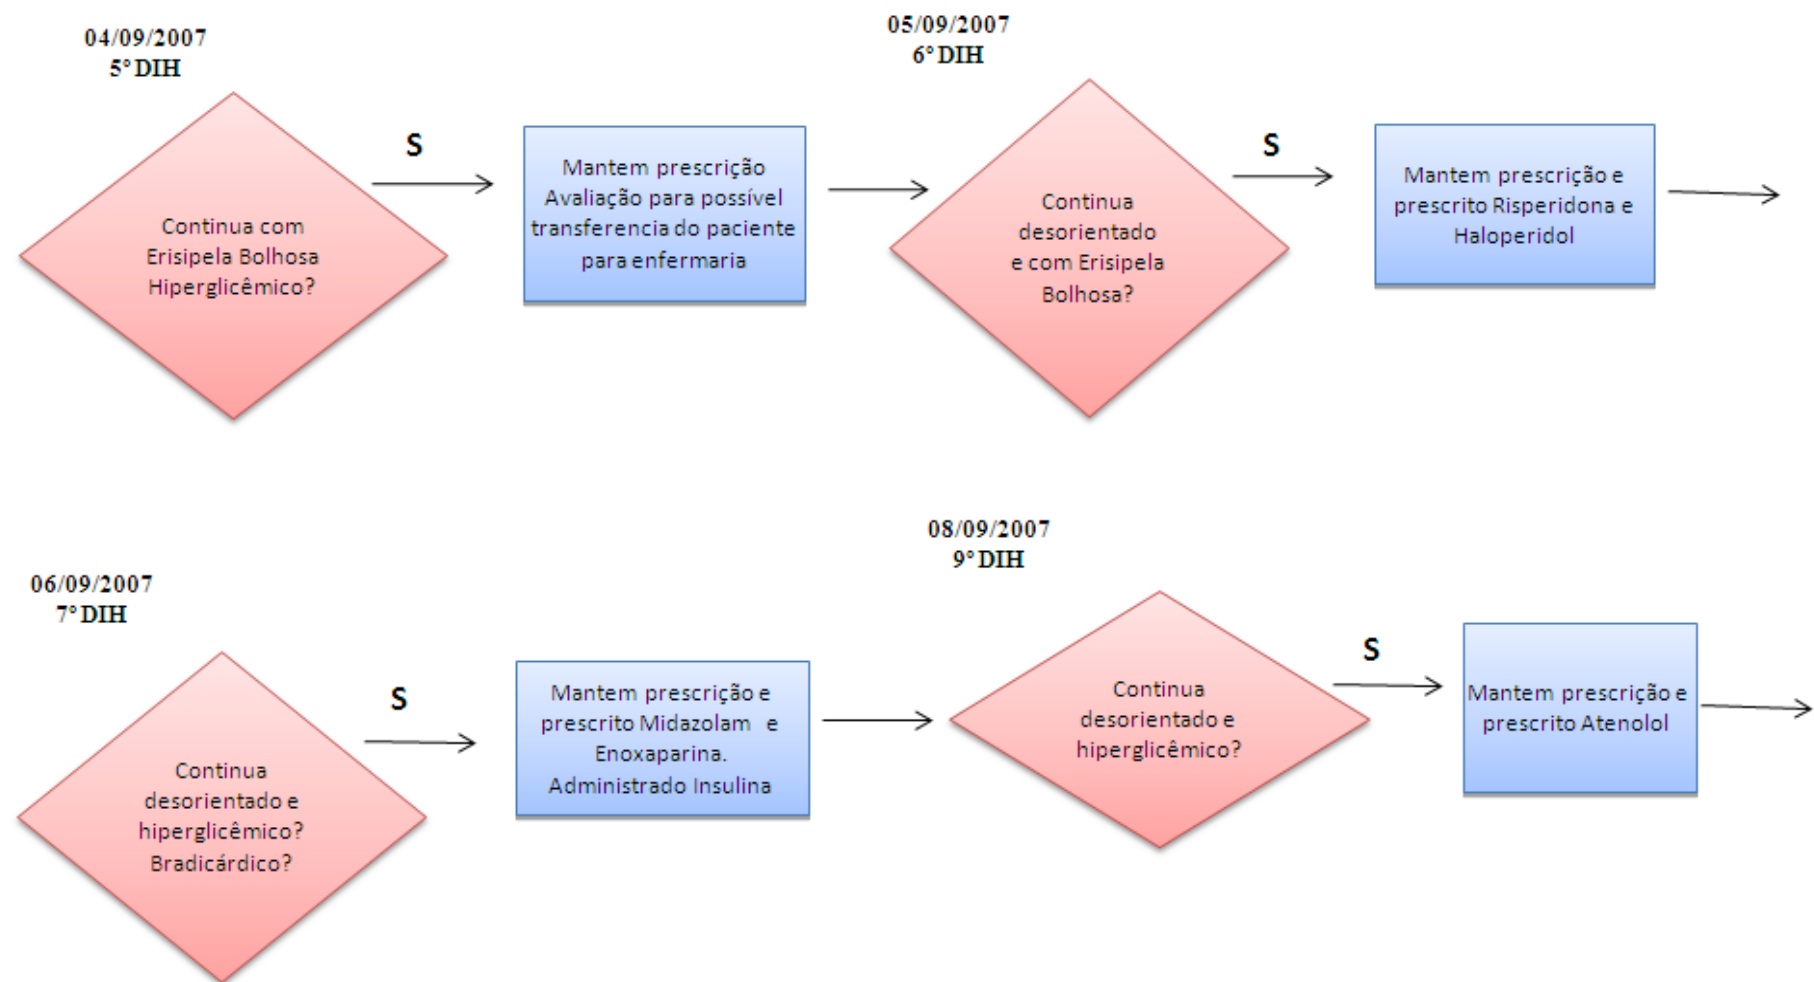 04/09/2007
5° DIH
Continua com
Erisipela Bolhosa
Hiperglicêmico?
S
Mantem prescrição
Avaliação para possível
transferencia do paciente
para enfermaria
05/09/2007
6° DIH
Continua
desorientado
e com Erisipela
Bolhosa?
S
Mantem prescrição e
prescrito Risperidona e
Haloperidol
06/09/2007
7° DIH
Continua
desorientado e
hiperglicêmico?
Bradicárdico?
S
Mantem prescrição e
prescrito Midazolam e
Enoxaparina.
Administrado Insulina
08/09/2007
9° DIH
Continua
desorientado e
hiperglicêmico?
S
Mantem prescrição e
prescrito Atenolol